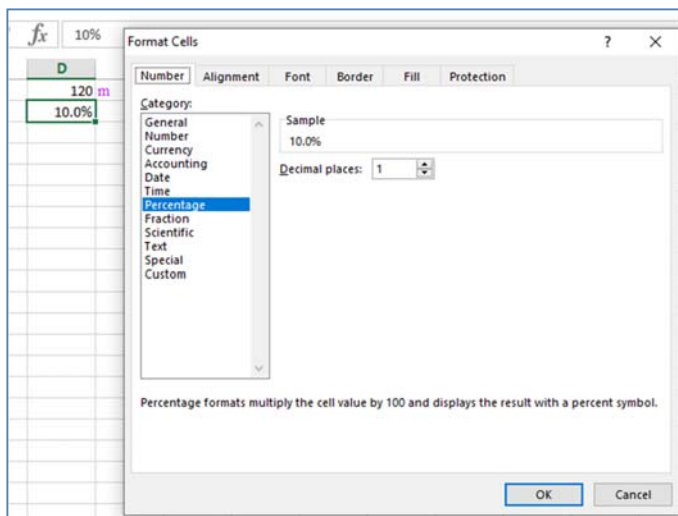 fx 10%
Format Cells ? ×
D
120 m
10.0%
Number Alignment Font Border Fill Protection
Category:
General
Number
Currency
Accounting
Date
Time
Percentage
Fraction
Scientific
Text
Special
Custom
Sample
10.0%
Decimal places: 1
Percentage formats multiply the cell value by 100 and displays the result with a percent symbol.
OK Cancel